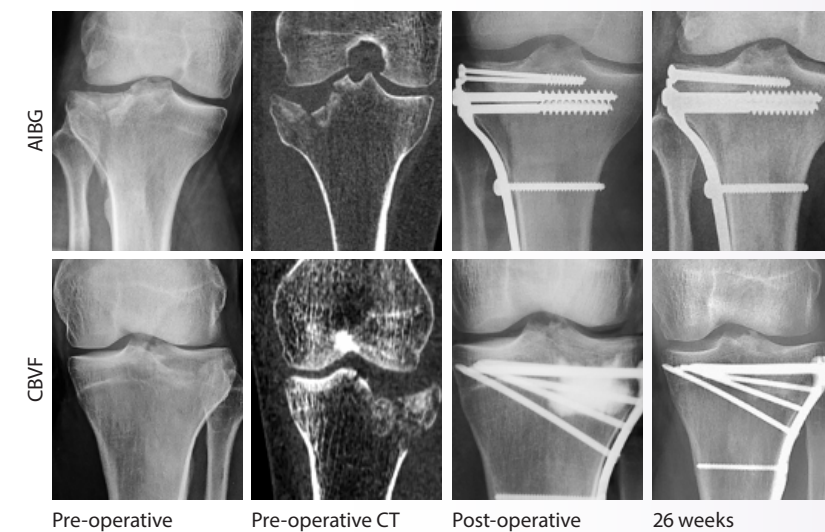 AIBG
CBVF
Pre-operative
Pre-operative CT
Post-operative
26 weeks